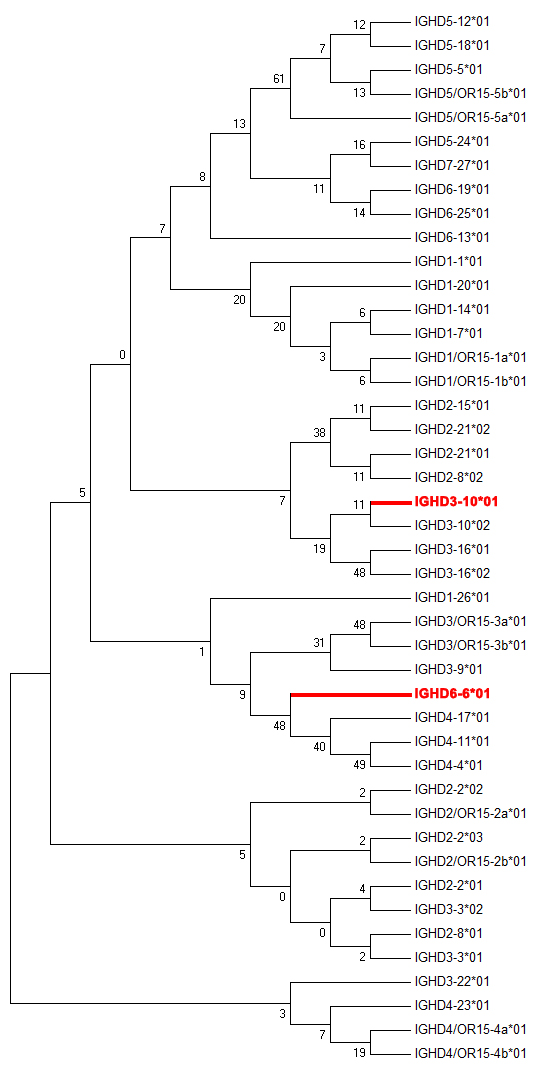 12
IGHD5-12*01
7
IGHD5-18*01
61
IGHD5-5*01
13
IGHD5/OR15-5b*01
13
IGHD5/OR15-5a*01
16
IGHD5-24*01
8
IGHD7-27*01
11
IGHD6-19*01
14
IGHD6-25*01
7
IGHD6-13*01
IGHD1-1*01
20
IGHD1-20*01
20
6
IGHD1-14*01
IGHD1-7*01
0
3
IGHD1/OR15-1a*01
6
IGHD1/OR15-1b*01
11
IGHD2-15*01
38
IGHD2-21*02
IGHD2-21*01
11
IGHD2-8*02
5
7
11
IGHD3-10*01
IGHD3-10*02
19
IGHD3-16*01
48
IGHD3-16*02
IGHD1-26*01
48
IGHD3/OR15-3a*01
1
31
IGHD3/OR15-3b*01
IGHD3-9*01
9
IGHD6-6*01
48
IGHD4-17*01
40
IGHD4-11*01
49
IGHD4-4*01
2
IGHD2-2*02
IGHD2/OR15-2a*01
5
2
IGHD2-2*03
IGHD2/OR15-2b*01
0
4
IGHD2-2*01
IGHD3-3*02
0
IGHD2-8*01
2
IGHD3-3*01
IGHD3-22*01
3
IGHD4-23*01
7
IGHD4/OR15-4a*01
19
IGHD4/OR15-4b*01